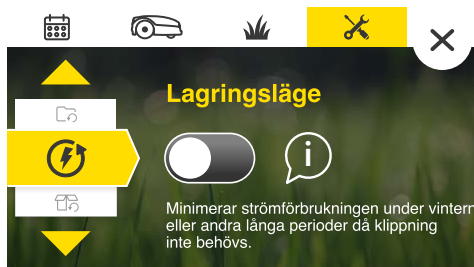 Lagringsläge
i
Minimerar strömförbrukningen under vintern
eller andra långa perioder då klippning
inte behövs.